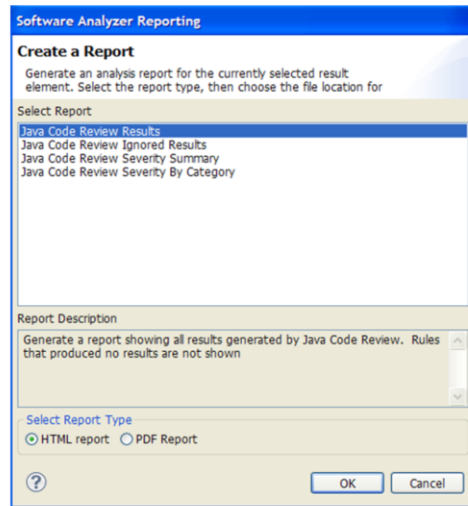 Software Analyzer Reporting
Create a Report
Generate an analysis report for the currently selected result
element. Select the report type, then choose the file location for
Select Report
Java Code Review Results
Java Code Review Ignored Results
Java Code Review Severity Summary
Java Code Review Severity By Category
Report Description
Generate a report showing all results generated by Java Code Review. Rules
that produced no results are not shown
Select Report Type
HTML report PDF Report
? OK Cancel